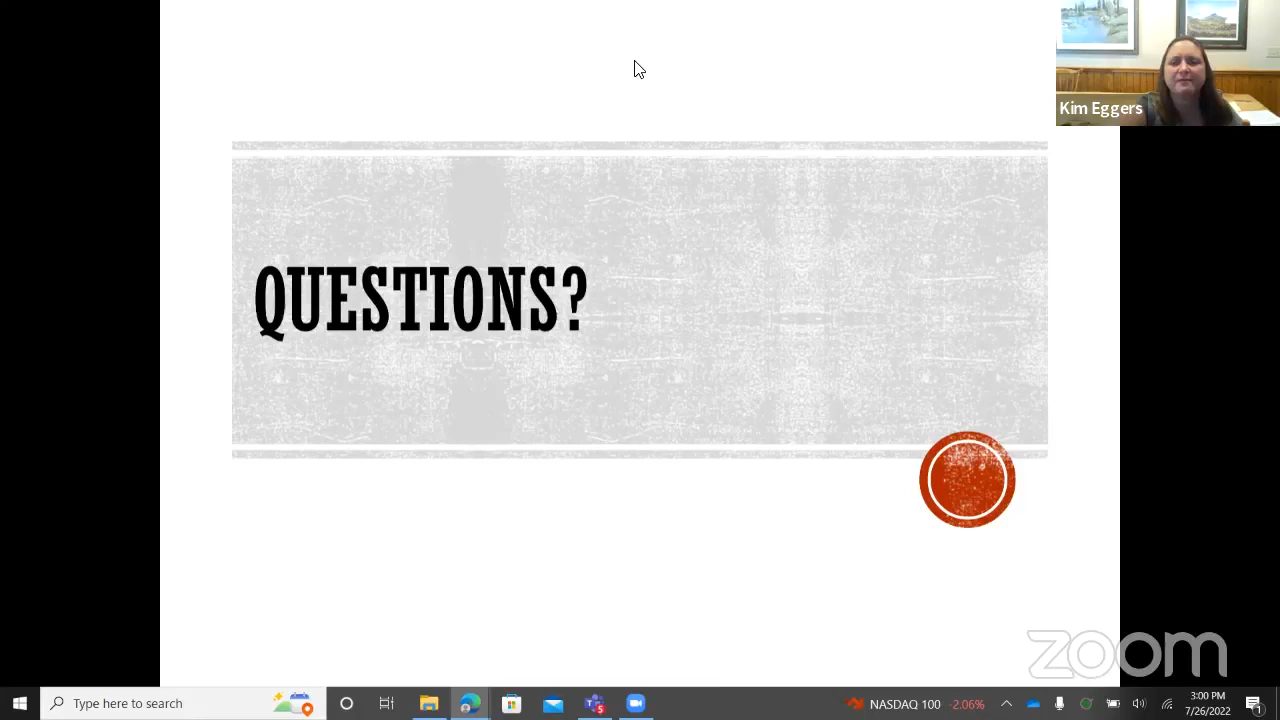 Kim Eggers
QUESTIONS?
zoom
Type here to search
NASDAQ 100 -2.06%
3:00 PM
7/26/2022